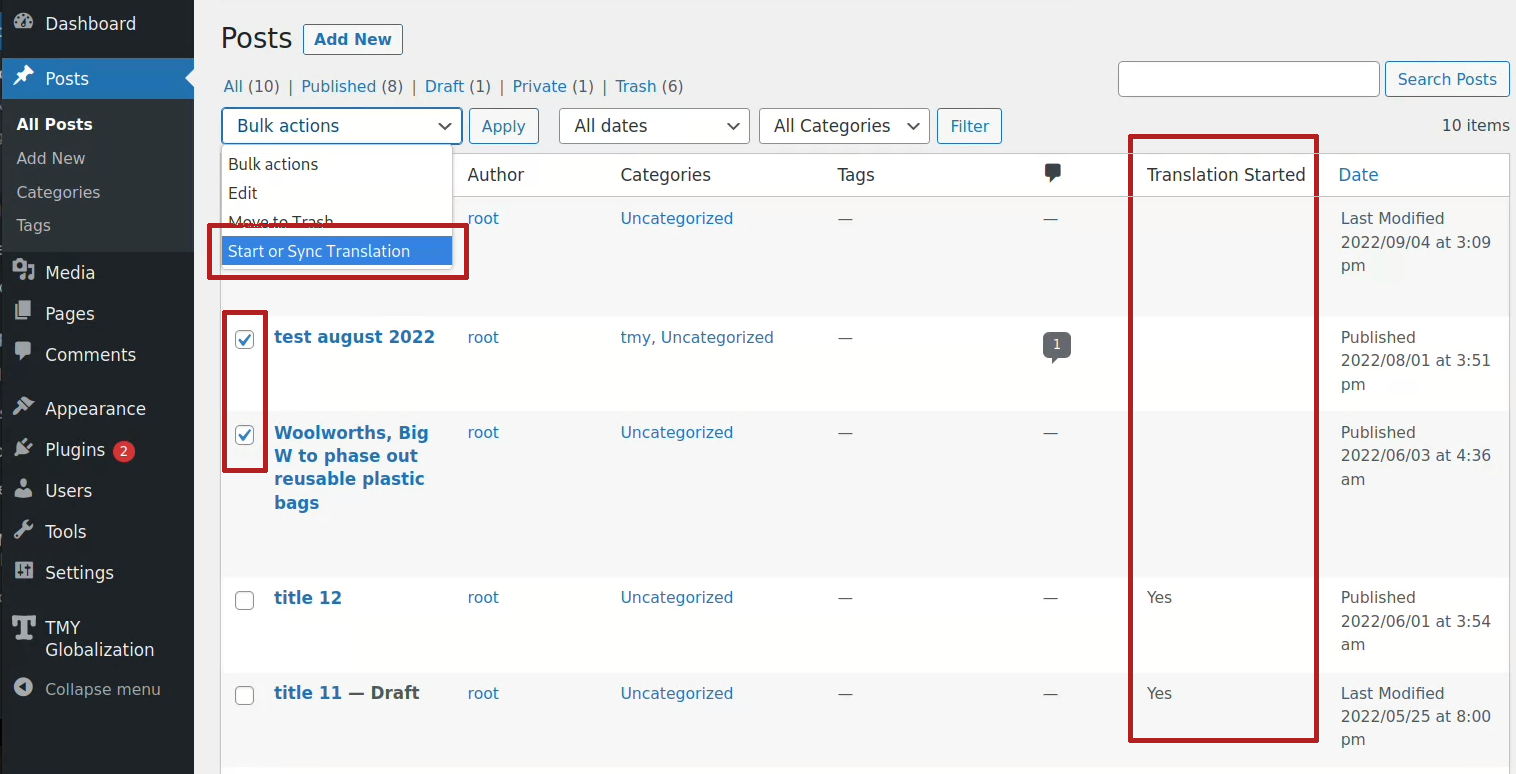 Dashboard
Posts
All Posts
Add New
Categories
Tags
Media
Pages
Comments
Appearance
Plugins 2
Users
Tools
Settings
TMY
Globalization
Collapse menu
Posts Add New
All (10) | Published (8) | Draft (1) | Private (1) | Trash (6)
Search Posts
Bulk actions Apply All dates All Categories Filter
10 items
Bulk actions
Edit
Move to Trash
Start or Sync Translation
Author Categories Tags Translation Started Date
root Uncategorized — — Last Modified
2022/09/04 at 3:09
pm
test august 2022 root tmy, Uncategorized — 1 Published
2022/08/01 at 3:51
pm
Woolworths, Big root Uncategorized — — Published
W to phase out 2022/06/03 at 4:36
reusable plastic am
bags
title 12 root Uncategorized — — Yes Published
2022/06/01 at 3:54
am
title 11 — Draft root Uncategorized — — Yes Last Modified
2022/05/25 at 8:00
pm